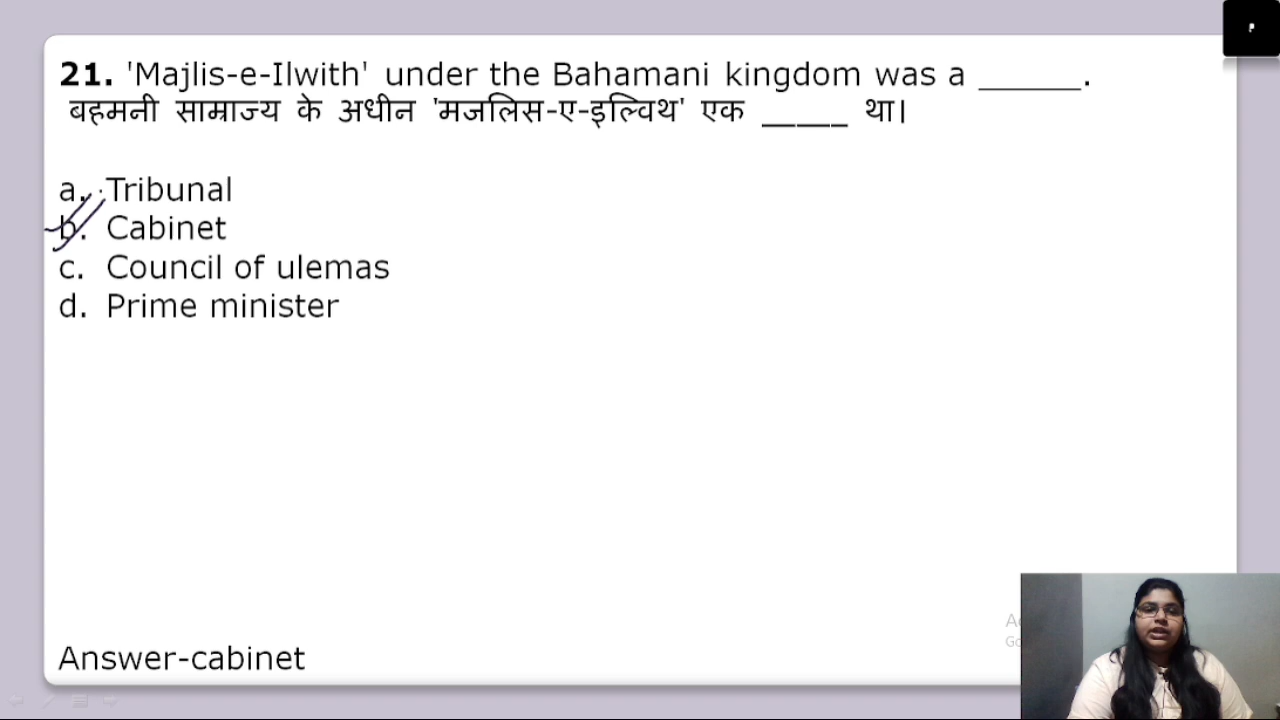 21. 'Majlis-e-Ilwith' under the Bahamani kingdom was a ______.
बहमनी साम्राज्य के अधीन 'मजलिस-ए-इल्विथ' एक _____ था।
a. Tribunal
b. Cabinet
c. Council of ulemas
d. Prime minister
Answer-cabinet